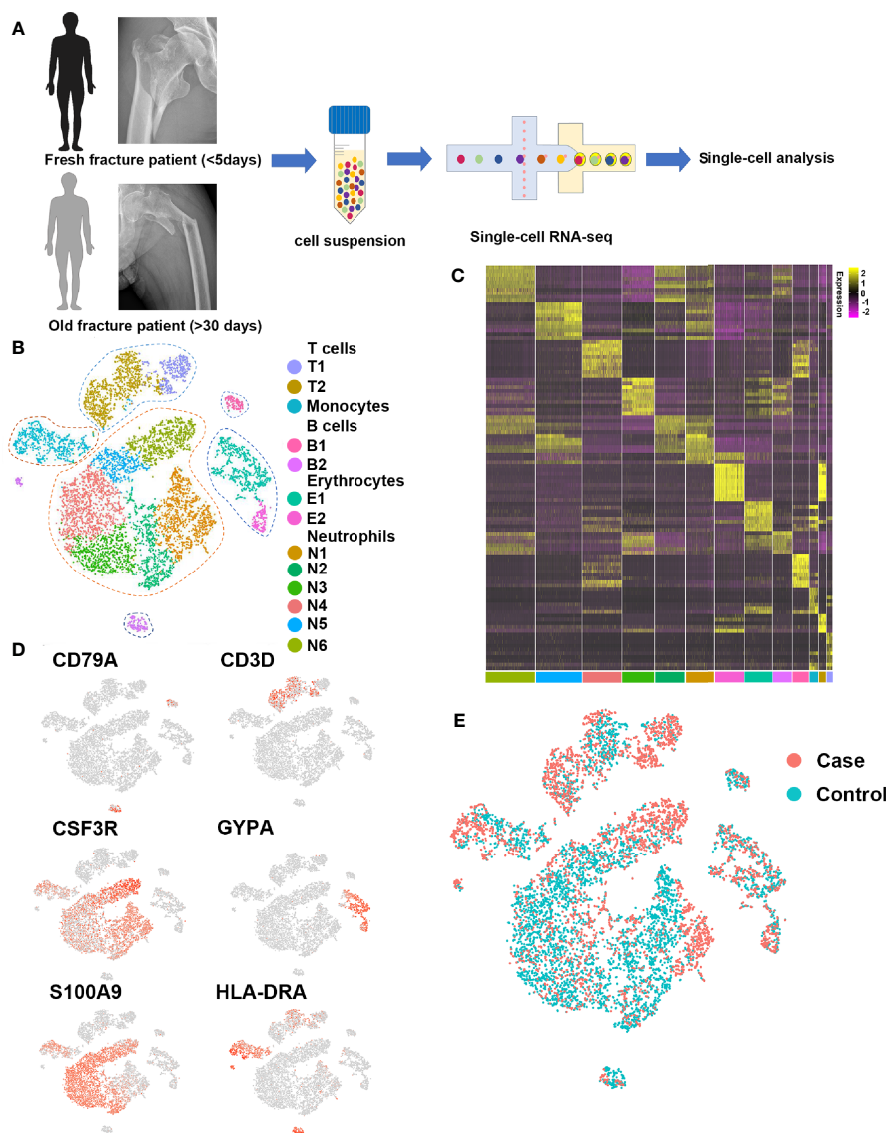 A
Fresh fracture patient (<5days)
Old fracture patient (>30 days)
cell suspension
Single-cell RNA-seq
Single-cell analysis
B
T cells
T1
T2
Monocytes
B cells
B1
B2
Erythrocytes
E1
E2
Neutrophils
N1
N2
N3
N4
N5
N6
C
Expression
2
1
0
-1
-2
D
CD79A
CD3D
CSF3R
GYPA
S100A9
HLA-DRA
E
Case
Control